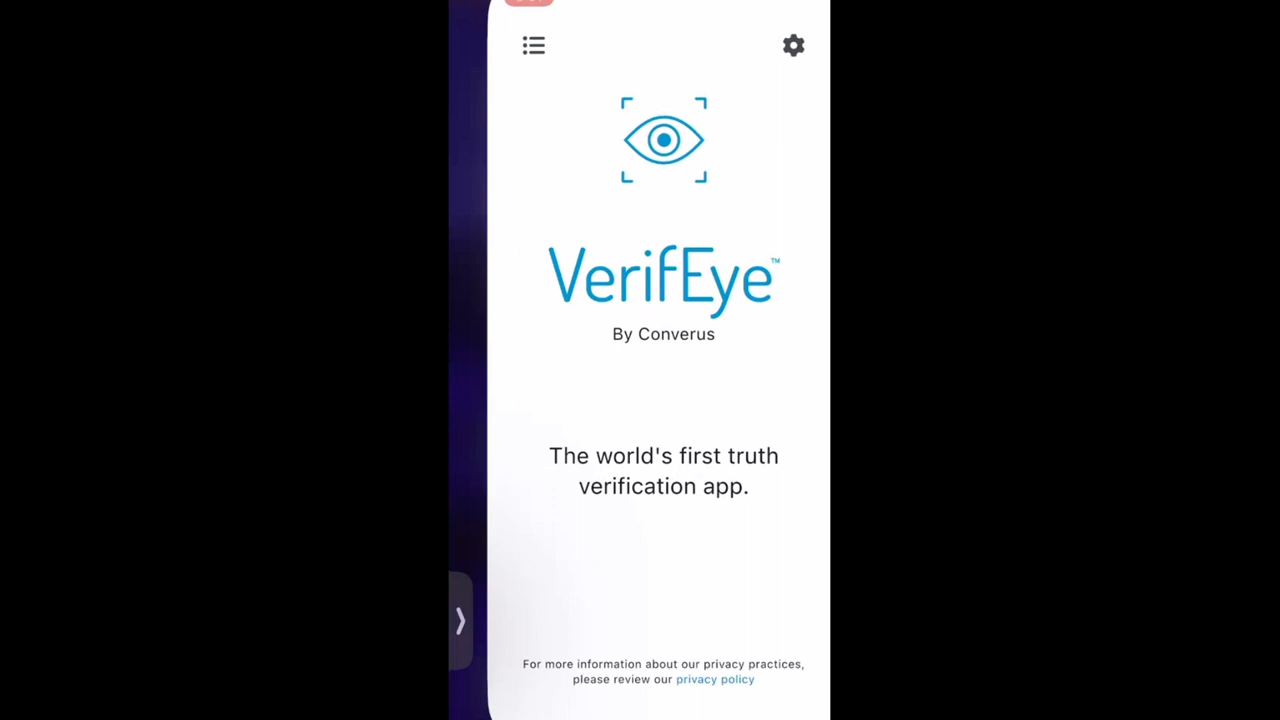 VerifEye™
By Converus
The world's first truth
verification app.
For more information about our privacy practices,
please review our privacy policy